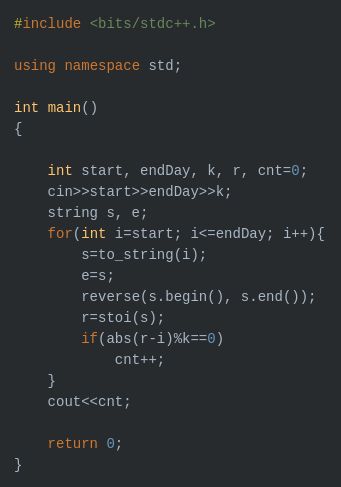 #include <bits/stdc++.h>
using namespace std;
int main()
{
int start, endDay, k, r, cnt=0;
cin>>start>>endDay>>k;
string s, e;
for(int i=start; i<=endDay; i++){
s=to_string(i);
e=s;
reverse(s.begin(), s.end());
r=stoi(s);
if(abs(r-i)%k==0)
cnt++;
}
cout<<cnt;
return 0;
}